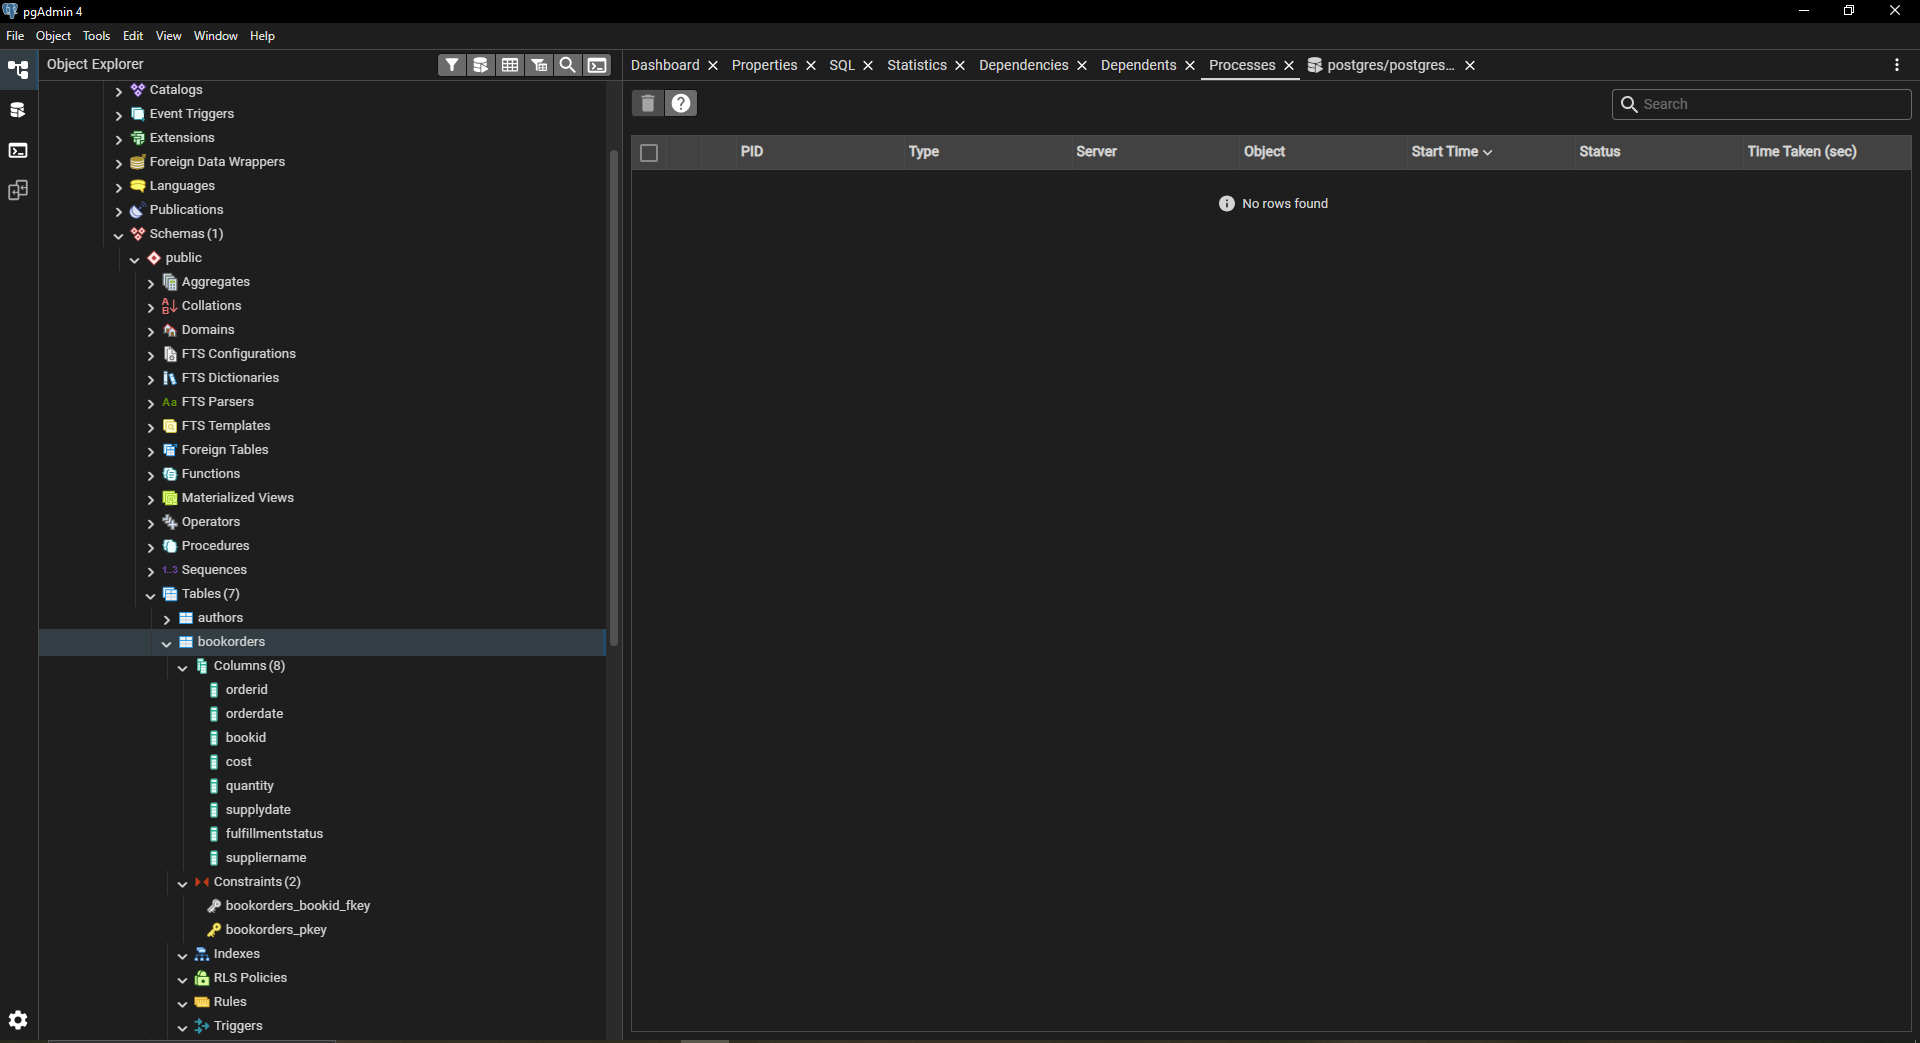 pgAdmin 4
File Object Tools Edit View Window Help
Object Explorer
Dashboard Properties SQL Statistics Dependencies Dependents Processes postgres/postgres...
Search
PID Type Server Object Start Time Status Time Taken (sec)
No rows found
Catalogs
Event Triggers
Extensions
Foreign Data Wrappers
Languages
Publications
Schemas (1)
public
Aggregates
Collations
Domains
FTS Configurations
FTS Dictionaries
Aa FTS Parsers
FTS Templates
Foreign Tables
Functions
Materialized Views
Operators
Procedures
1..3 Sequences
Tables (7)
authors
bookorders
Columns (8)
orderid
orderdate
bookid
cost
quantity
supplydate
fulfillmentstatus
suppliername
Constraints (2)
bookorders_bookid_fkey
bookorders_pkey
Indexes
RLS Policies
Rules
Triggers